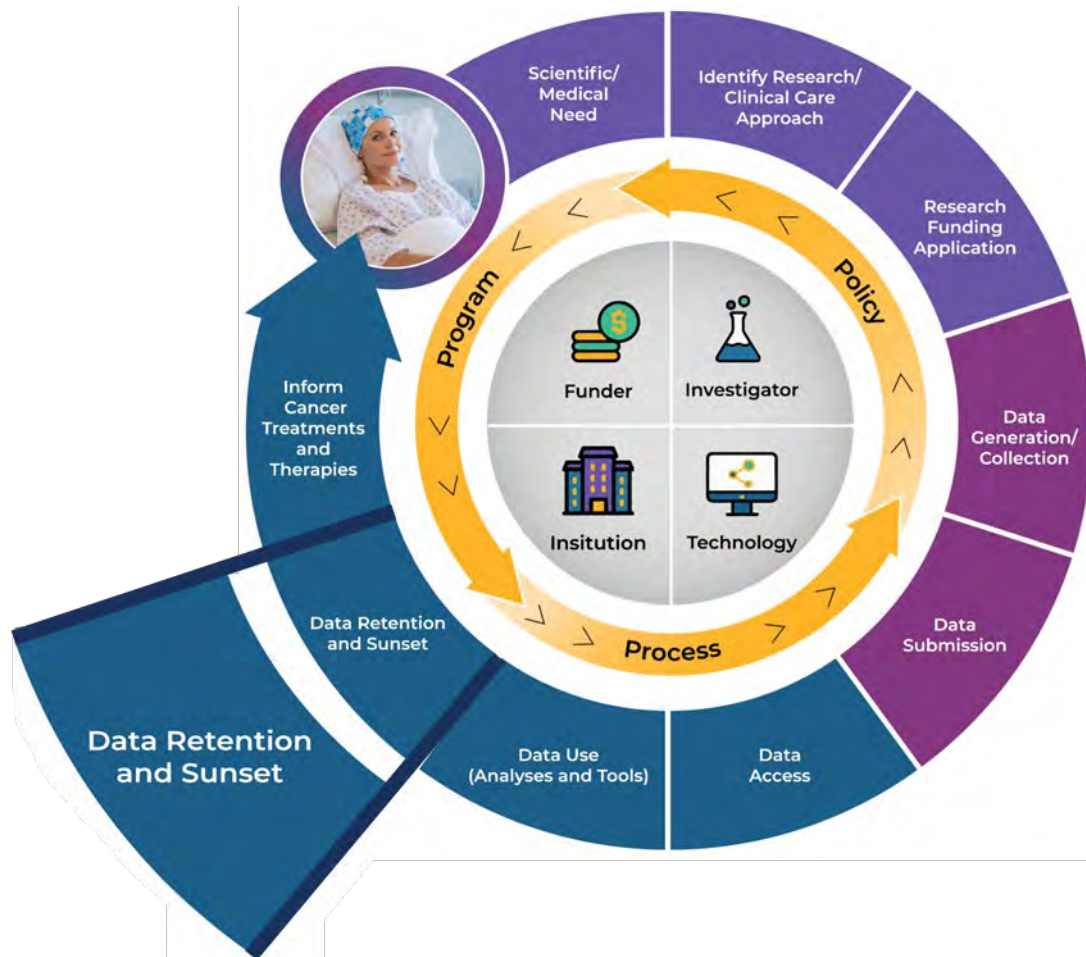 Scientific/
Medical
Need
Identify Research/
Clinical Care
Approach
Research
Funding
Application
Data
Generation/
Collection
Data
Submission
Data
Access
Data Use
(Analyses and Tools)
Data Retention
and Sunset
Data Retention
and Sunset
Inform
Cancer
Treatments
and
Therapies
Program
Policy
Process
Funder
Investigator
Insitution
Technology
$